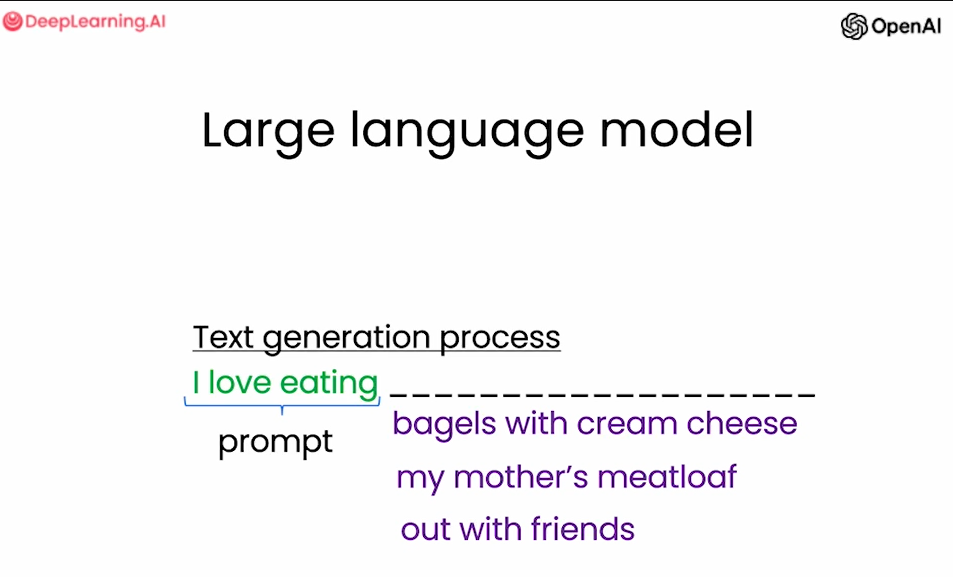 DeepLearning.AI
OpenAI
Large language model
Text generation process
I love eating ___________________
bagels with cream cheese
prompt
my mother’s meatloaf
out with friends